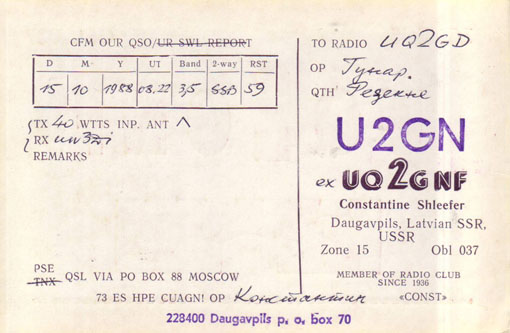 CFM OUR QSO/UR SWL REPORT
D M Y UT Band 2-way RST
15 10 1988 08.22 3,5 SSB 59
TX 40 WTTS INP. ANT Λ
RX
REMARKS
PSE
TNX QSL VIA PO BOX 88 MOSCOW
73 ES HPE CUAGN! OP Константин
TO RADIO UQ2GD
OP Гунар.
QTH Резекне
U2GN
ex UQ2GNF
Constantine Shleefer
Daugavpils, Latvian SSR,
USSR
Zone 15 Obl 037
MEMBER OF RADIO CLUB
SINCE 1936
«CONST»
228400 Daugavpils p. o. box 70